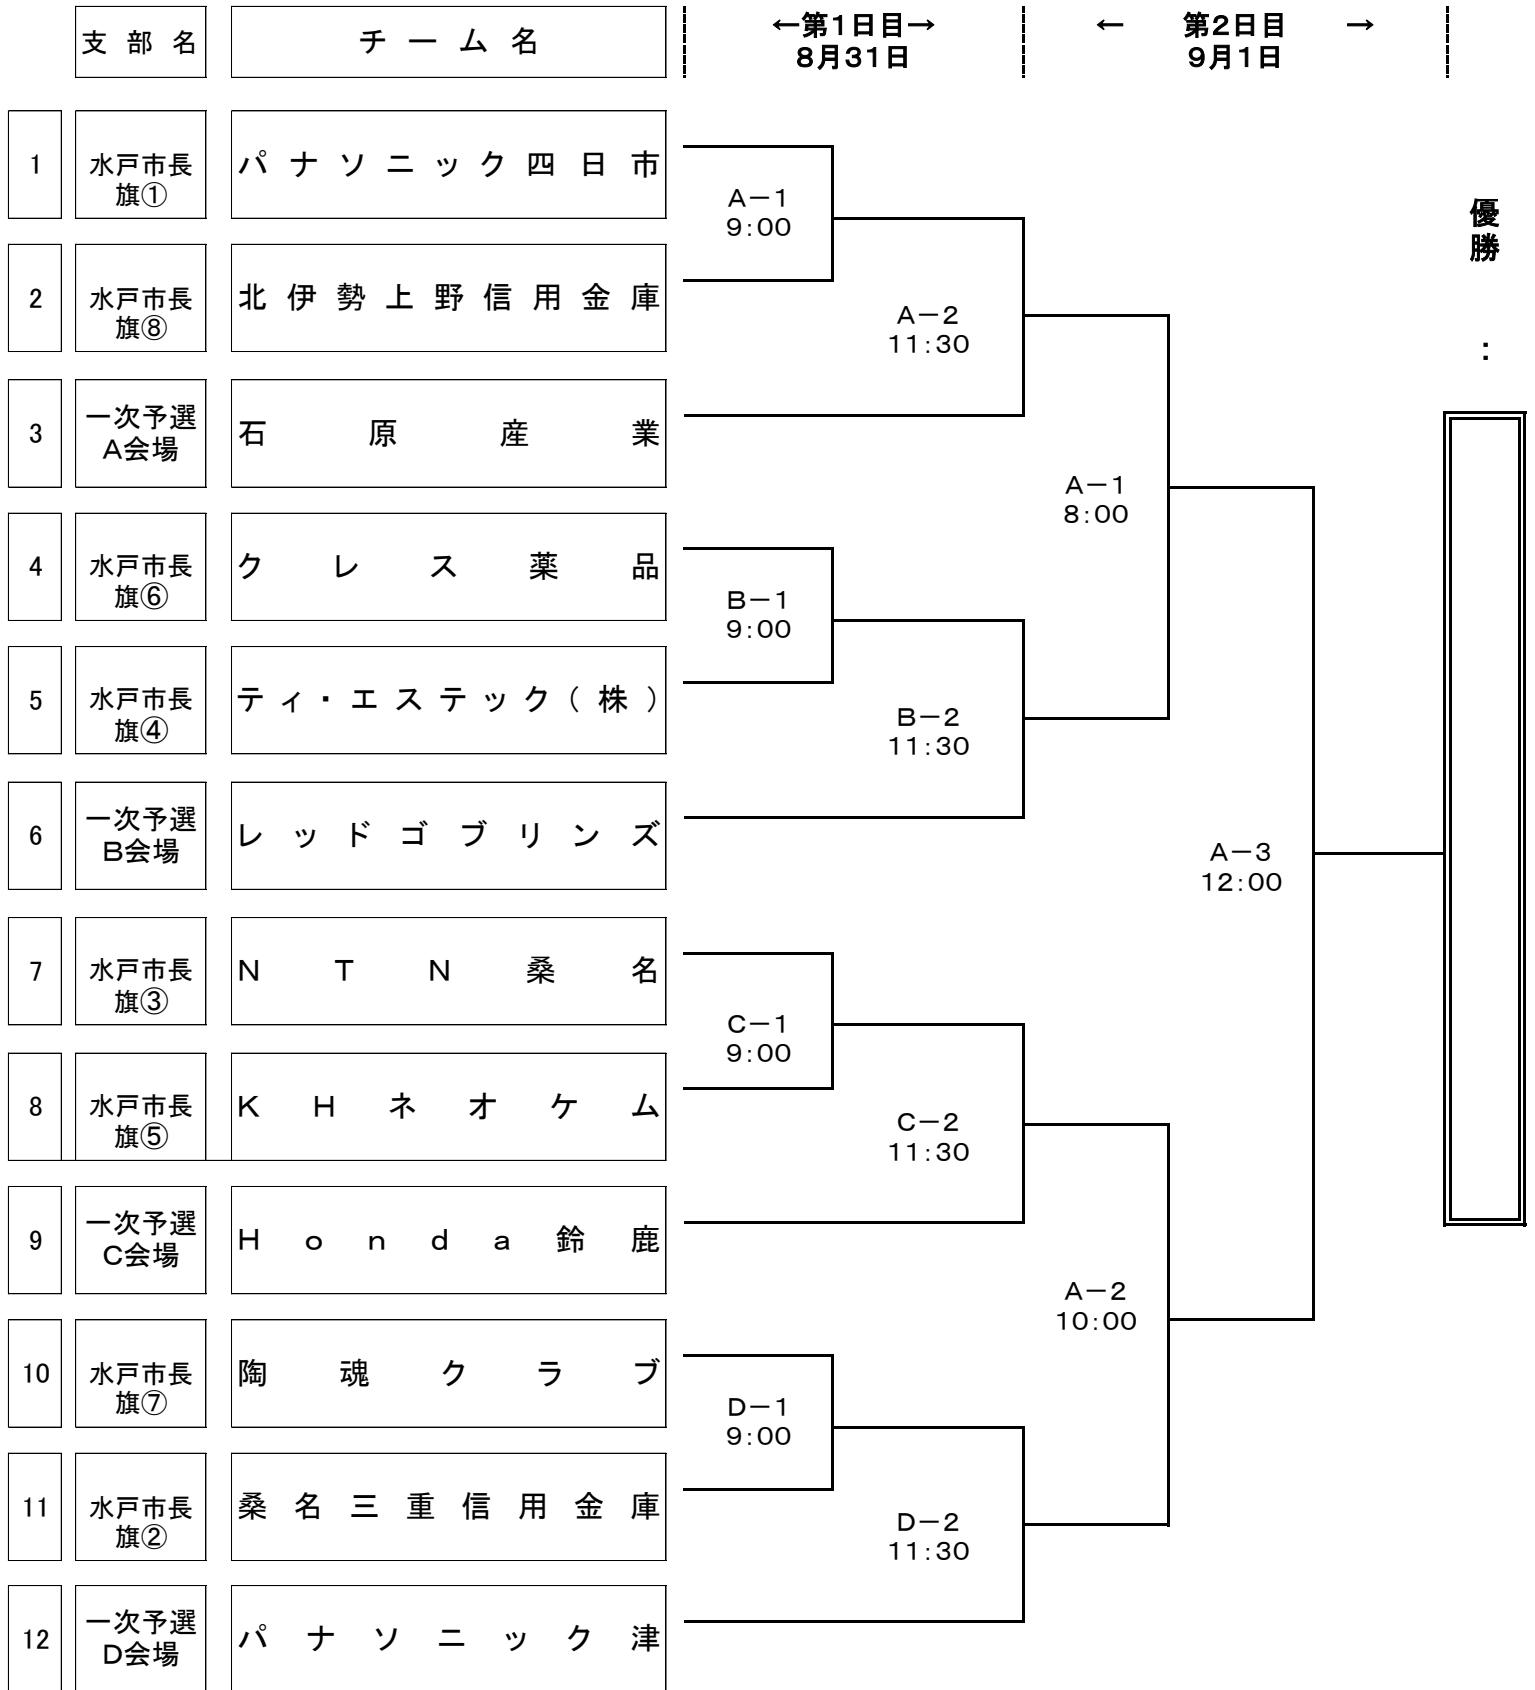 支部名 チーム名 ←第1日目→ ← 第2日目 →
8月31日 9月1日
1 水戸市長 パナソニック四日市
旗①
A-1
9:00
2 水戸市長 北伊勢上野信用金庫
旗⑧
A-2
11:30
3 一次予選 石原産業
A会場
A-1
8:00
4 水戸市長 クレス薬品
旗⑥
B-1
9:00
5 水戸市長 ティ・エステック(株)
旗④
B-2
11:30
6 一次予選 レッドゴブリンズ
B会場
A-3
12:00
7 水戸市長 NTN桑名
旗③
C-1
9:00
8 水戸市長 KHネオケム
旗⑤
C-2
11:30
9 一次予選 Honda鈴鹿
C会場
A-2
10:00
10 水戸市長 陶魂クラブ
旗⑦
D-1
9:00
11 水戸市長 桑名三重信用金庫
旗②
D-2
11:30
12 一次予選 パナソニック津
D会場
優勝: